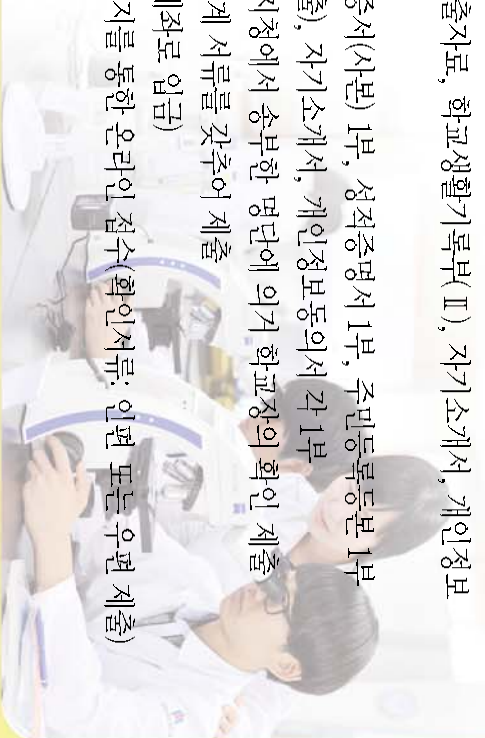 출자료, 학교생활기록부(Ⅱ), 자기소개서, 개인정보
증서(사본) 1부, 성적증명서 1부, 주민등록등본 1부
출), 자기소개서, 개인정보동의서 각 1부
지청에서 송부한 명단에 의거 학교장의 확인 제출
계 서류를 갖추어 제출
계좌로 입금)
지를 통한 온라인 접수(확인서류: 인편 또는 우편 제출)